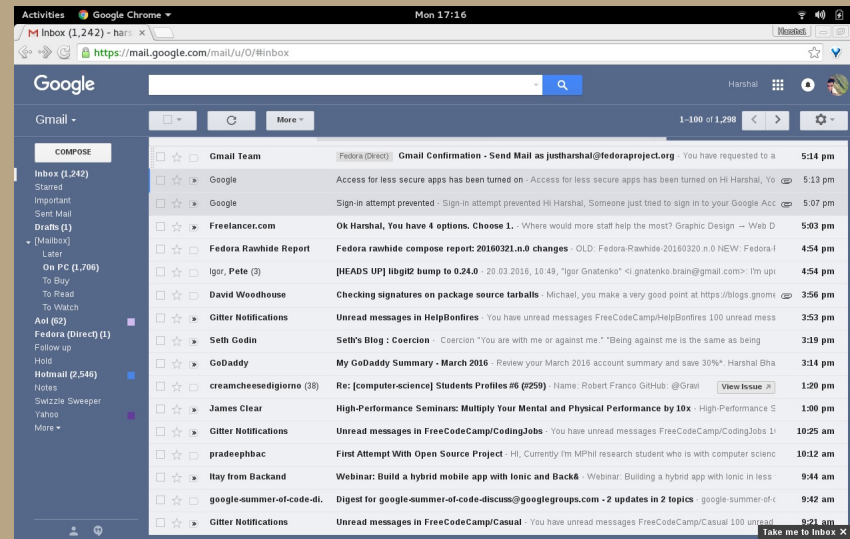 Activities Google Chrome Mon 17:16
Inbox (1,242) - hars × Harshal
https://mail.google.com/mail/u/0/#inbox
Google Harshal
Gmail More 1–100 of 1,298
COMPOSE
Inbox (1,242)
Starred
Important
Sent Mail
Drafts (1)
[Mailbox]
Later
On PC (1,706)
To Buy
To Read
To Watch
Aol (62)
Fedora (Direct) (1)
Follow up
Hold
Hotmail (2,546)
Notes
Swizzle Sweeper
Yahoo
More
Gmail Team Fedora (Direct) Gmail Confirmation - Send Mail as justharshal@fedoraproject.org - You have requested to a 5:14 pm
Google Access for less secure apps has been turned on - Access for less secure apps has been turned on Hi Harshal, Yo 5:13 pm
Google Sign-in attempt prevented - Sign-in attempt prevented Hi Harshal, Someone just tried to sign in to your Google Acc 5:07 pm
Freelancer.com Ok Harshal, You have 4 options. Choose 1. - Where would more staff help the most? Graphic Design → Web D 5:03 pm
Fedora Rawhide Report Fedora rawhide compose report: 20160321.n.0 changes - OLD: Fedora-Rawhide-20160320.n.0 NEW: Fedora-F 4:54 pm
Igor, Pete (3) [HEADS UP] libgit2 bump to 0.24.0 - 20.03.2016, 10:49, "Igor Gnatenko" <i.gnatenko.brain@gmail.com>: I'm upd 4:54 pm
David Woodhouse Checking signatures on package source tarballs - Michael, you make a very good point at https://blogs.gnome 3:56 pm
Gitter Notifications Unread messages in HelpBonfires - You have unread messages FreeCodeCamp/HelpBonfires 100 unread mess 3:53 pm
Seth Godin Seth's Blog : Coercion - Coercion "You are with me or against me." "Being against me is the same as being 3:19 pm
GoDaddy My GoDaddy Summary - March 2016 - Review your March 2016 account summary and save 30%*. Harshal Bha 3:14 pm
creamcheesedigiorno (38) Re: [computer-science] Students Profiles #6 (#259) - Name: Robert Franco GitHub: @Gravi View Issue 1:20 pm
James Clear High-Performance Seminars: Multiply Your Mental and Physical Performance by 10x - High-Performance S 1:00 pm
Gitter Notifications Unread messages in FreeCodeCamp/CodingJobs - You have unread messages FreeCodeCamp/CodingJobs 10:25 am
pradeephbac First Attempt With Open Source Project - HI, Currently I'm MPhil research student who is with computer scienc 10:12 am
Itay from Backand Webinar: Build a hybrid mobile app with Ionic and Back& - Webinar: Building a hybrid app with Ionic in less 9:44 am
google-summer-of-code-di. Digest for google-summer-of-code-discuss@googlegroups.com - 2 updates in 2 topics - google-summer-of-c 9:42 am
Gitter Notifications Unread messages in FreeCodeCamp/Casual - You have unread messages FreeCodeCamp/Casual 100 unread 9:21 am
Take me to Inbox ×